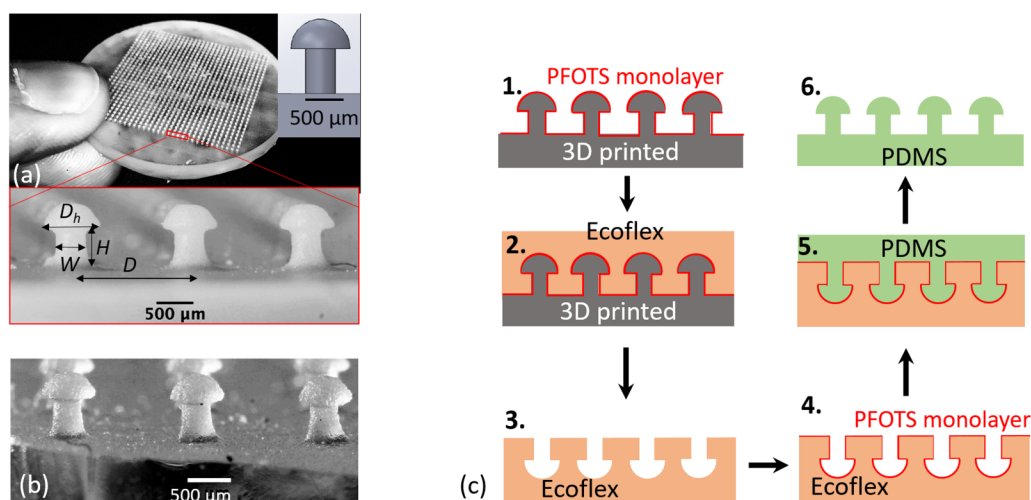 500 µm
(a)
Dh
H
W
D
500 µm
(b)
500 µm
(c)
1.
PFOTS monolayer
3D printed
2.
Ecoflex
3D printed
3.
Ecoflex
4.
PFOTS monolayer
Ecoflex
5.
PDMS
6.
PDMS